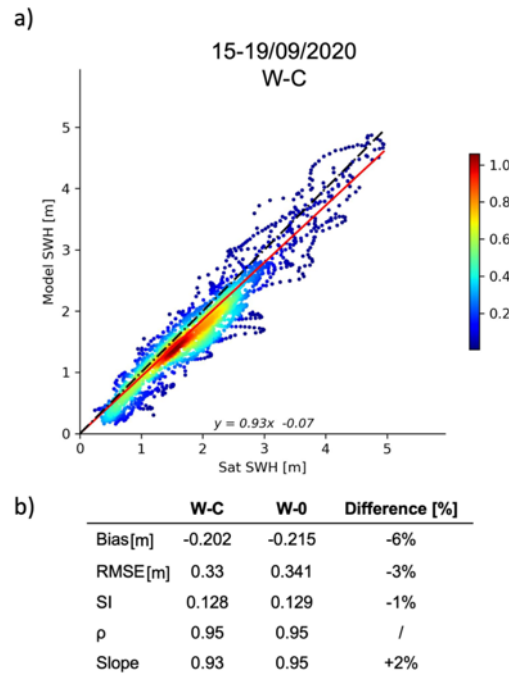 a)
15-19/09/2020
W-C
Model SWH [m]
5
4
3
2
1
0
0 1 2 3 4 5
Sat SWH [m]
y = 0.93x -0.07
1.0
0.8
0.6
0.4
0.2
b)
W-C W-0 Difference [%]
Bias[m] -0.202 -0.215 -6%
RMSE[m] 0.33 0.341 -3%
SI 0.128 0.129 -1%
ρ 0.95 0.95 /
Slope 0.93 0.95 +2%